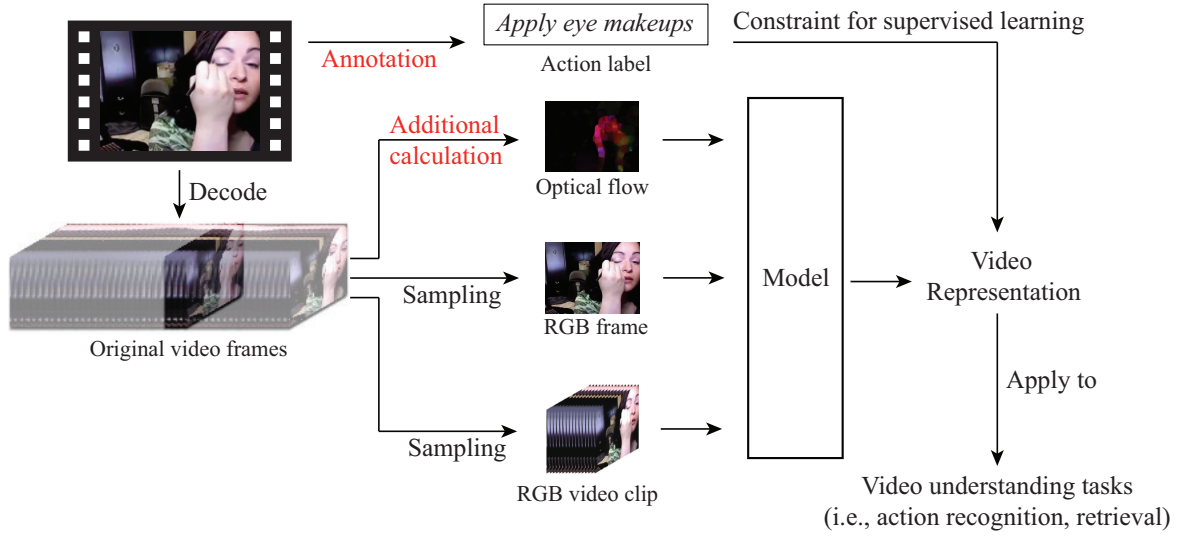 Apply eye makeups
Constraint for supervised learning
Annotation
Action label
Additional
calculation
Optical flow
Decode
Sampling
RGB frame
Original video frames
Model
Video
Representation
Apply to
Sampling
RGB video clip
Video understanding tasks
(i.e., action recognition, retrieval)